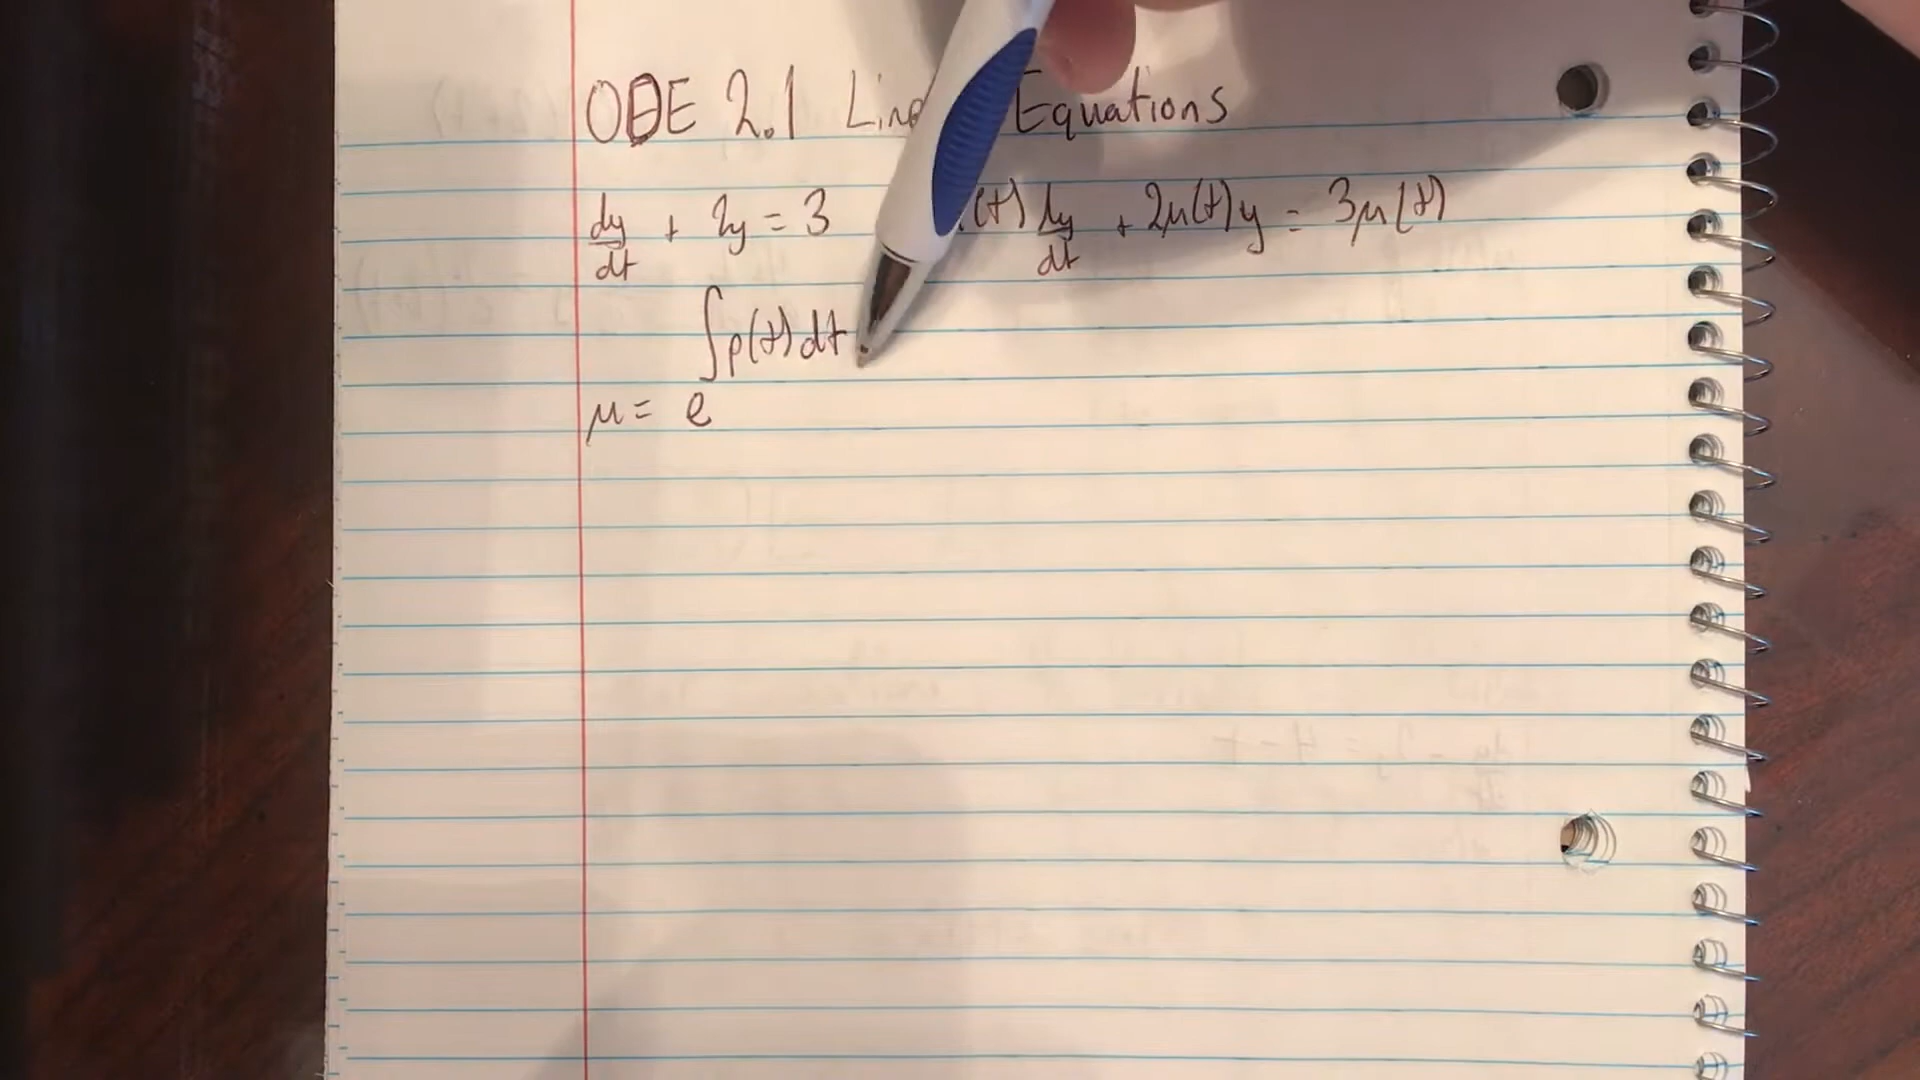 ODE 2.1 Equations
dy/dt + 2y = 3 (t) dy/dt + 2μ(t)y = 3μ(t)
∫p(t)dt
μ = e